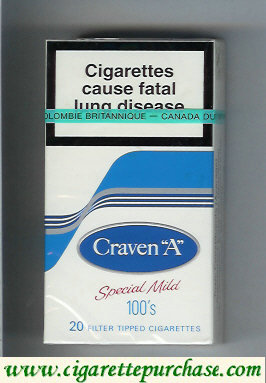 Cigarettes
cause fatal
lung disease
OLOMBIE BRITANNIQUE — CANADA DU
Craven "A"
Special Mild
100's
20 FILTER TIPPED CIGARETTES
www.cigarettepurchase.com